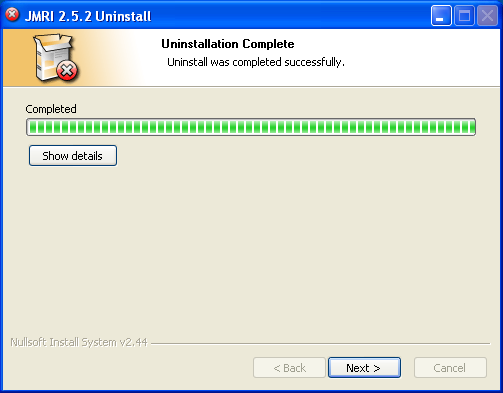 JMRI 2.5.2 Uninstall
Uninstallation Complete
Uninstall was completed successfully.
Completed
Show details
Nullsoft Install System v2.44
< Back
Next >
Cancel